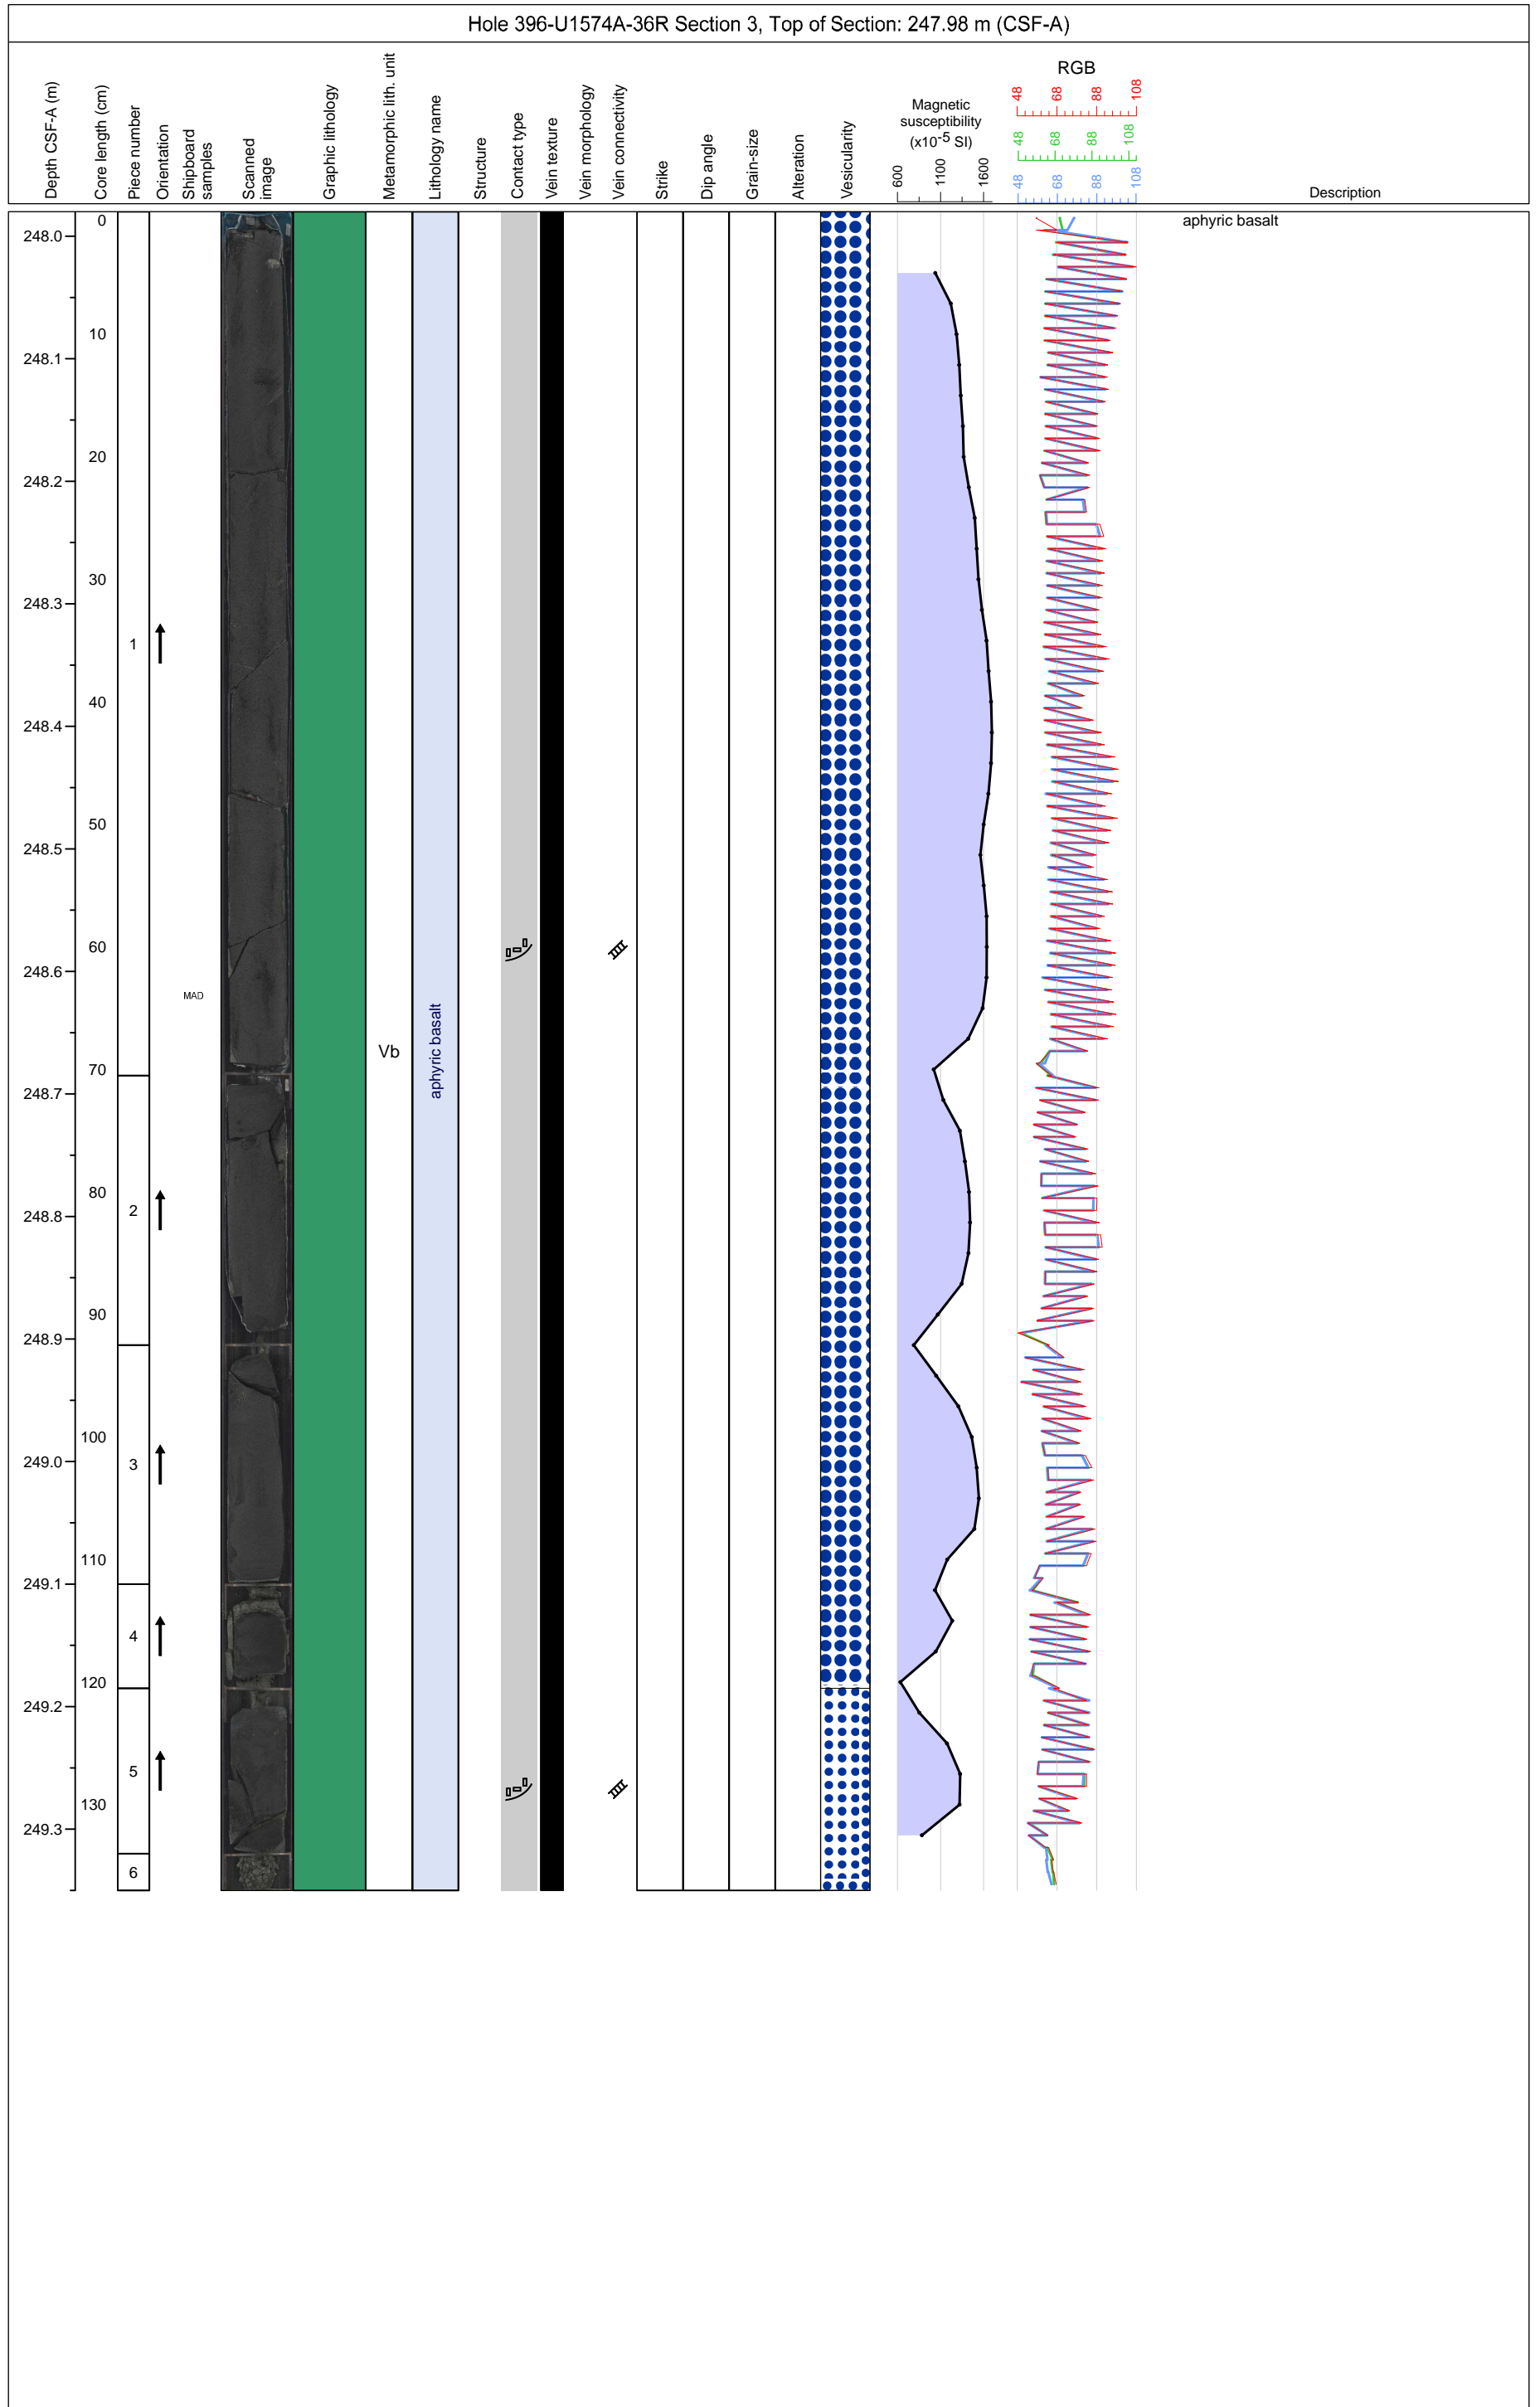 Hole 396-U1574A-36R Section 3, Top of Section: 247.98 m (CSF-A)
Depth CSF-A (m)
Core length (cm)
Piece number
Orientation
Shipboard
samples
Scanned
image
Graphic lithology
Metamorphic lith. unit
Lithology name
Structure
Contact type
Vein texture
Vein morphology
Vein connectivity
Strike
Dip angle
Grain-size
Alteration
Vesicularity
Magnetic
susceptibility
(x10-5 SI)
600 1100 1600
RGB
48 68 88 108
48 68 88 108
48 68 88 108
Description
0 aphyric basalt
248.0
10
248.1
20
248.2
30
248.3
1
40
248.4
50
248.5
60
248.6
MAD
Vb
aphyric basalt
70
248.7
80
2
248.8
90
248.9
100
249.0 3
110
249.1
4
120
249.2
5
130
249.3
6